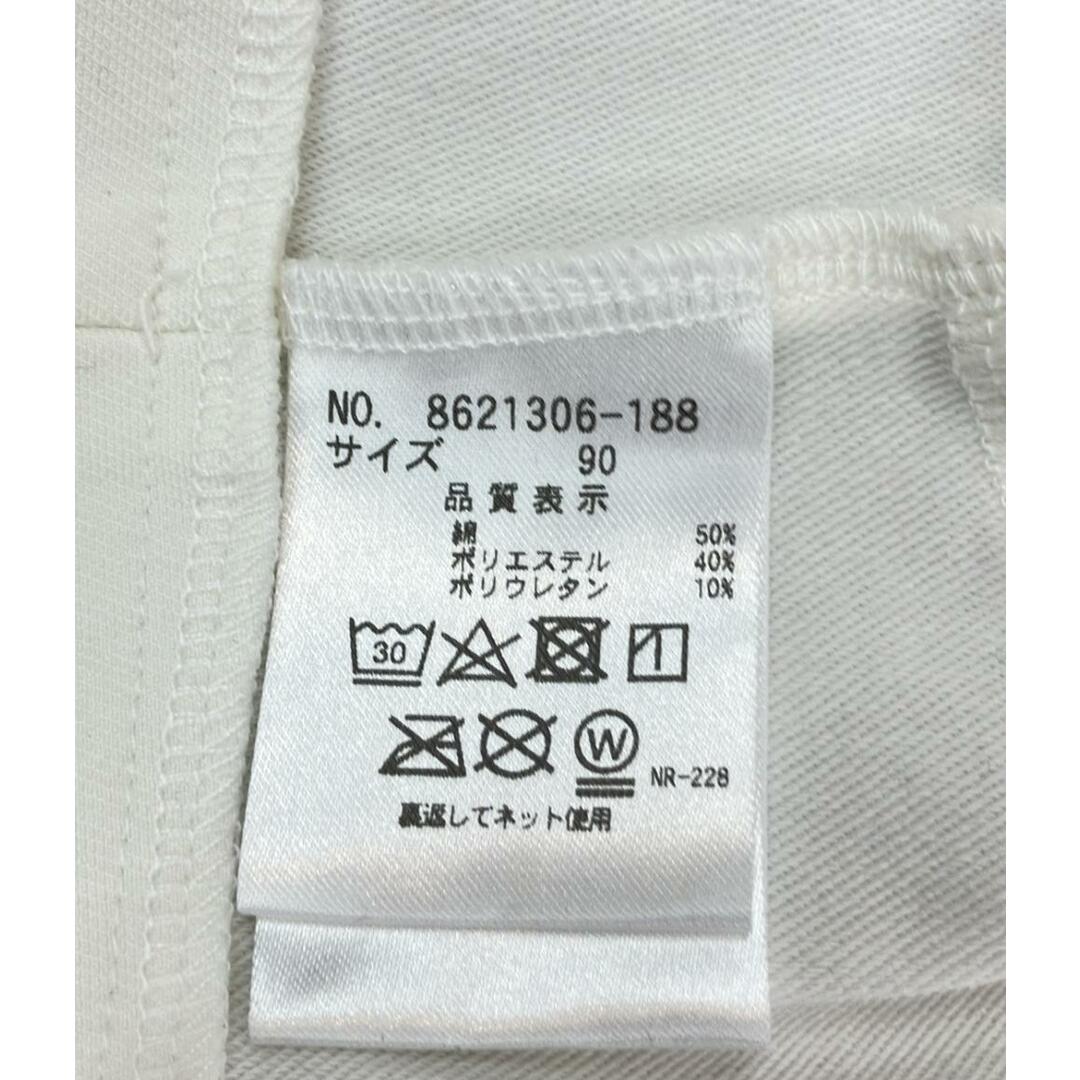 NO. 8621306-188
サイズ 90
品質表示
綿 50%
ポリエステル 40%
ポリウレタン 10%
30
W NR-228
裏返してネット使用